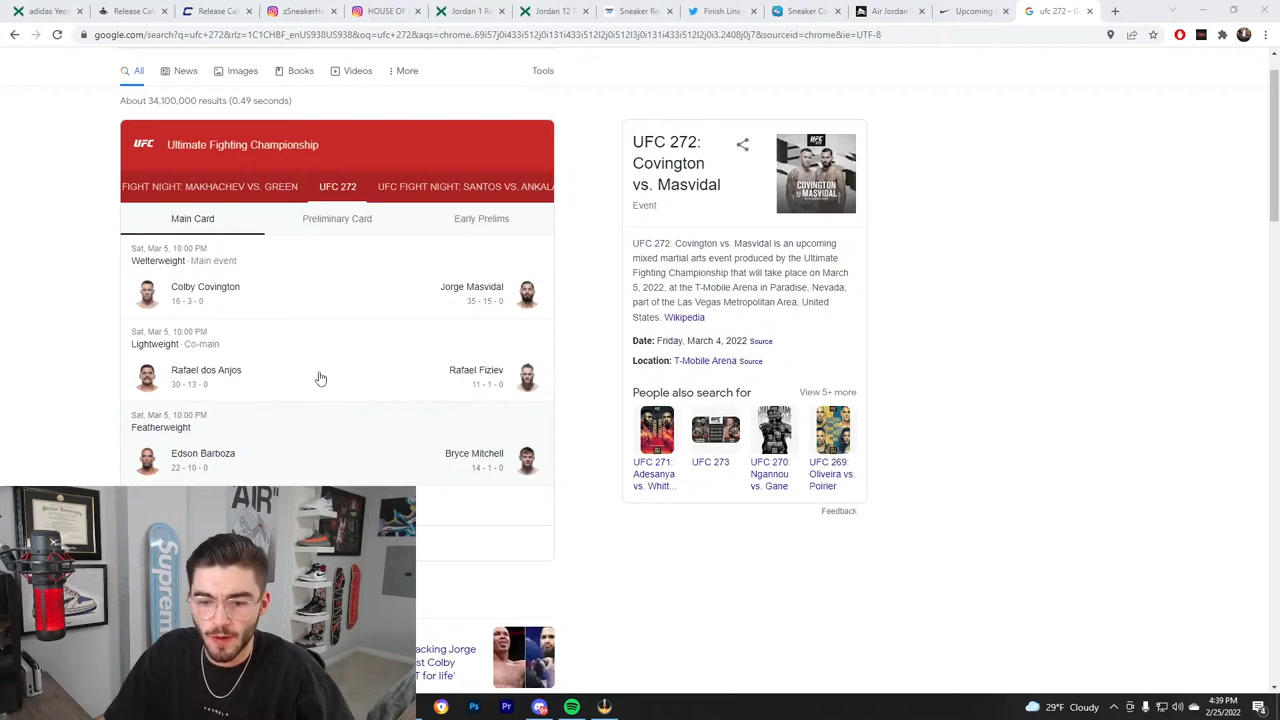 adidas sw
Release G
SneakerHe
HOUSE OF
Jordan 5 R
Jordan 12 R
Reseller S
Finish Line
Sneaker C
Air Jordan
Upcoming
ufc 272 - G
google.com/search?q=ufc+272&rlz=1C1CHBF_enUS938US938&oq=ufc+272&aqs=chrome..69i57j0i512l2j0i512l3j0i131i433i512l2j0i3.2408j0j7&sourceid=chrome&ie=UTF-8
All
News
Images
Books
Videos
More
Tools
About 34,100,000 results (0.49 seconds)
UFC Ultimate Fighting Championship
FIGHT NIGHT: MAKHACHEV VS. GREEN
UFC 272
UFC FIGHT NIGHT: SANTOS VS. ANKALA
Main Card
Preliminary Card
Early Prelims
Sat, Mar 5, 10:00 PM
Welterweight · Main event
Colby Covington
Jorge Masvidal
16 - 3 - 0
35 - 15 - 0
Sat, Mar 5, 10:00 PM
Lightweight · Co-main
Rafael dos Anjos
Rafael Fiziev
30 - 13 - 0
11 - 1 - 0
Sat, Mar 5, 10:00 PM
Featherweight
Edson Barboza
Bryce Mitchell
22 - 10 - 0
14 - 1 - 0
UFC 272:
Covington
vs. Masvidal
Event
UFC
COVINGTON
MASVIDAL
UFC 272: Covington vs. Masvidal is an upcoming
mixed martial arts event produced by the Ultimate
Fighting Championship that will take place on March
5, 2022, at the T-Mobile Arena in Paradise, Nevada,
part of the Las Vegas Metropolitan Area, United
States. Wikipedia
Date: Friday, March 4, 2022 Source
Location: T-Mobile Arena Source
People also search for
View 5+ more
UFC 271:
Adesanya
vs. Whitt...
UFC 273
UFC 270:
Ngannou
vs. Gane
UFC 269:
Oliveira vs.
Poirier
Feedback
"AIR"
Supreme
acking Jorge
st Colby
T for life'
29°F Cloudy
4:39 PM
2/25/2022